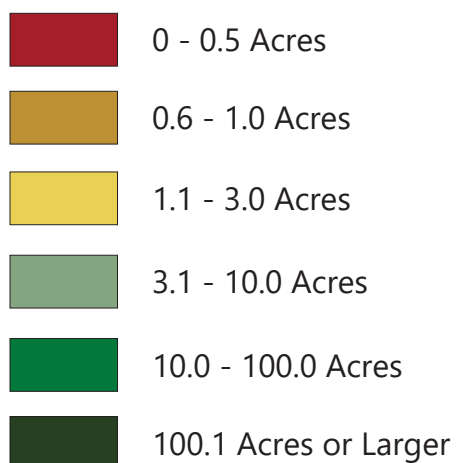 0 - 0.5 Acres
0.6 - 1.0 Acres
1.1 - 3.0 Acres
3.1 - 10.0 Acres
10.0 - 100.0 Acres
100.1 Acres or Larger